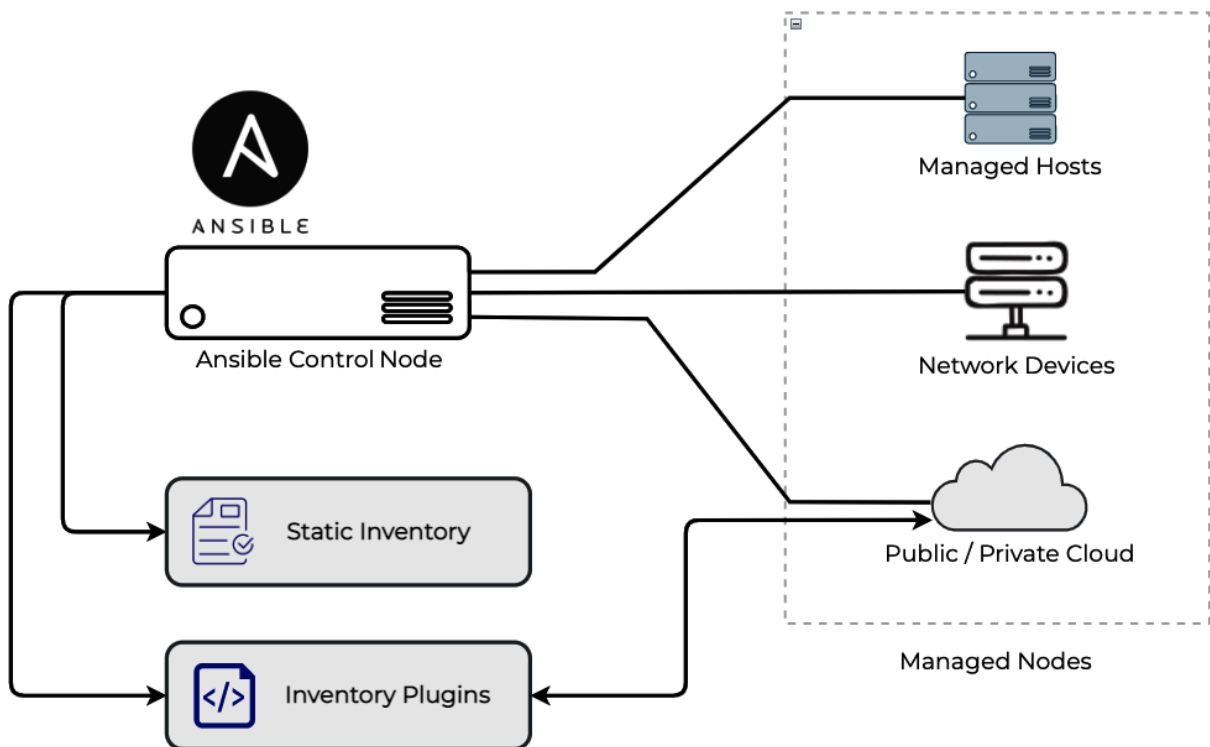 ANSIBLE
Ansible Control Node
Managed Hosts
Network Devices
Static Inventory
Public / Private Cloud
Inventory Plugins
</>
Managed Nodes